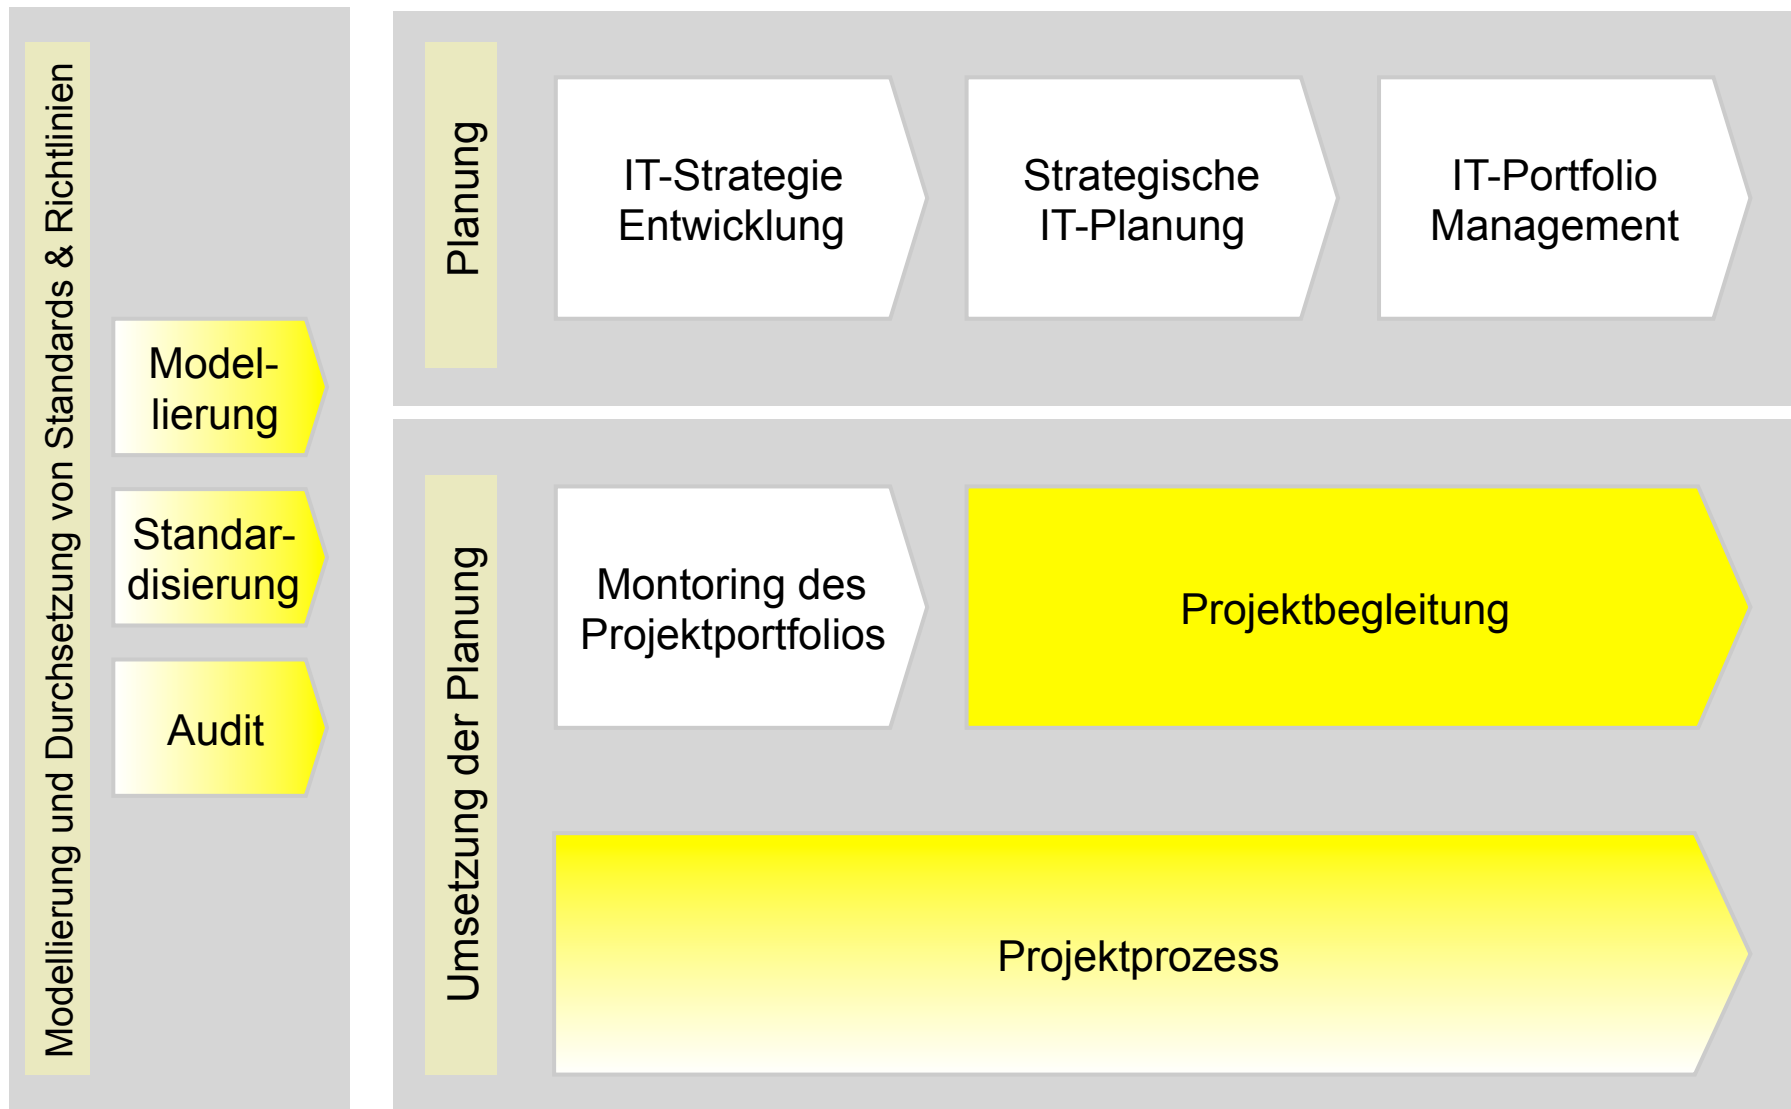 Modellierung und Durchsetzung von Standards & Richtlinien
Model-
lierung
Standar-
disierung
Audit
Planung
IT-Strategie
Entwicklung
Strategische
IT-Planung
IT-Portfolio
Management
Umsetzung der Planung
Montoring des
Projektportfolios
Projektbegleitung
Projektprozess